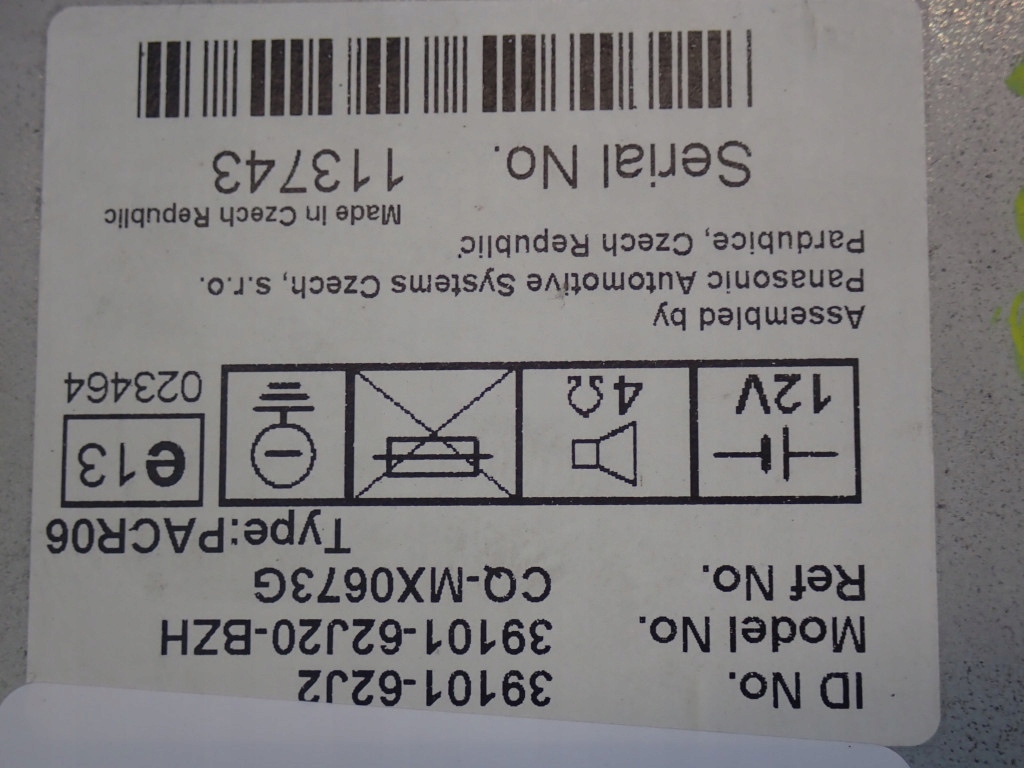 ID No. 39101-62J2
Model No. 39101-62J20-BZH
Ref No. CQ-MX0673G
Type:PACR06
12V
4Ω
e13
023464
Assembled by
Panasonic Automotive Systems Czech, s.r.o.
Pardubice, Czech Republic
Made in Czech Republic
Serial No. 113743